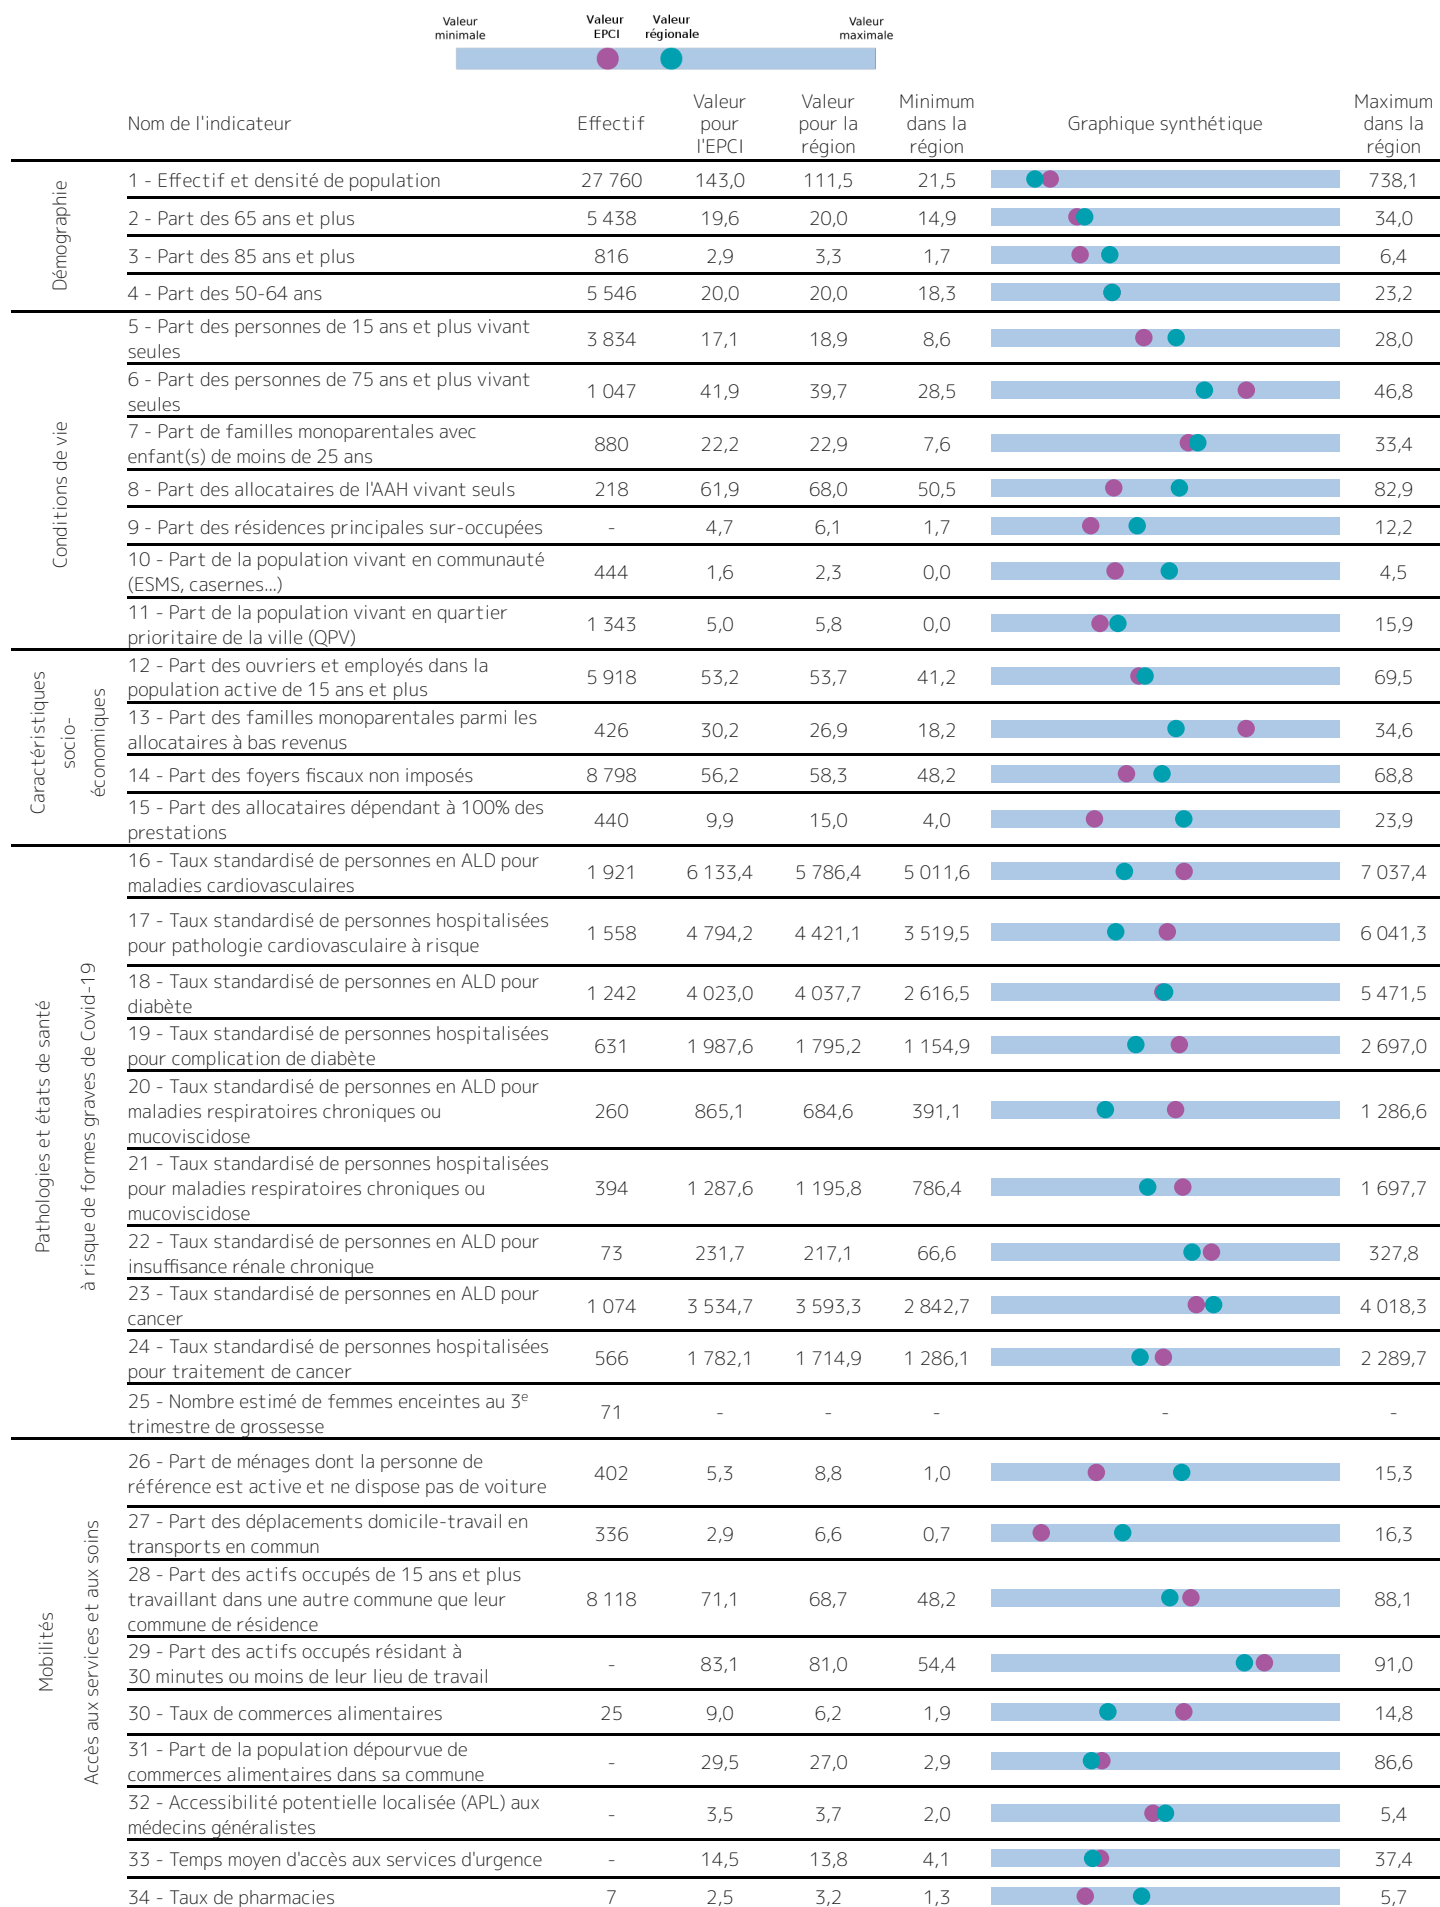 Valeur minimale
Valeur EPCI
Valeur régionale
Valeur maximale
Nom de l'indicateur
Effectif
Valeur pour l'EPCI
Valeur pour la région
Minimum dans la région
Graphique synthétique
Maximum dans la région
Démographie
1 - Effectif et densité de population 27 760 143,0 111,5 21,5 738,1
2 - Part des 65 ans et plus 5 438 19,6 20,0 14,9 34,0
3 - Part des 85 ans et plus 816 2,9 3,3 1,7 6,4
4 - Part des 50-64 ans 5 546 20,0 20,0 18,3 23,2
Conditions de vie
5 - Part des personnes de 15 ans et plus vivant
seules 3 834 17,1 18,9 8,6 28,0
6 - Part des personnes de 75 ans et plus vivant
seules 1 047 41,9 39,7 28,5 46,8
7 - Part de familles monoparentales avec
enfant(s) de moins de 25 ans 880 22,2 22,9 7,6 33,4
8 - Part des allocataires de l'AAH vivant seuls 218 61,9 68,0 50,5 82,9
9 - Part des résidences principales sur-occupées - 4,7 6,1 1,7 12,2
10 - Part de la population vivant en communauté
(ESMS, casernes...) 444 1,6 2,3 0,0 4,5
11 - Part de la population vivant en quartier
prioritaire de la ville (QPV) 1 343 5,0 5,8 0,0 15,9
Caractéristiques
socio-
économiques
12 - Part des ouvriers et employés dans la
population active de 15 ans et plus 5 918 53,2 53,7 41,2 69,5
13 - Part des familles monoparentales parmi les
allocataires à bas revenus 426 30,2 26,9 18,2 34,6
14 - Part des foyers fiscaux non imposés 8 798 56,2 58,3 48,2 68,8
15 - Part des allocataires dépendant à 100% des
prestations 440 9,9 15,0 4,0 23,9
Pathologies et états de santé
à risque de formes graves de Covid-19
16 - Taux standardisé de personnes en ALD pour
maladies cardiovasculaires 1 921 6 133,4 5 786,4 5 011,6 7 037,4
17 - Taux standardisé de personnes hospitalisées
pour pathologie cardiovasculaire à risque 1 558 4 794,2 4 421,1 3 519,5 6 041,3
18 - Taux standardisé de personnes en ALD pour
diabète 1 242 4 023,0 4 037,7 2 616,5 5 471,5
19 - Taux standardisé de personnes hospitalisées
pour complication de diabète 631 1 987,6 1 795,2 1 154,9 2 697,0
20 - Taux standardisé de personnes en ALD pour
maladies respiratoires chroniques ou 260 865,1 684,6 391,1 1 286,6
mucoviscidose
21 - Taux standardisé de personnes hospitalisées
pour maladies respiratoires chroniques ou 394 1 287,6 1 195,8 786,4 1 697,7
mucoviscidose
22 - Taux standardisé de personnes en ALD pour
insuffisance rénale chronique 73 231,7 217,1 66,6 327,8
23 - Taux standardisé de personnes en ALD pour
cancer 1 074 3 534,7 3 593,3 2 842,7 4 018,3
24 - Taux standardisé de personnes hospitalisées
pour traitement de cancer 566 1 782,1 1 714,9 1 286,1 2 289,7
25 - Nombre estimé de femmes enceintes au 3e
trimestre de grossesse 71 - - - - -
Mobilités
Accès aux services et aux soins
26 - Part de ménages dont la personne de
référence est active et ne dispose pas de voiture 402 5,3 8,8 1,0 15,3
27 - Part des déplacements domicile-travail en
transports en commun 336 2,9 6,6 0,7 16,3
28 - Part des actifs occupés de 15 ans et plus
travaillant dans une autre commune que leur 8 118 71,1 68,7 48,2 88,1
commune de résidence
29 - Part des actifs occupés résidant à
30 minutes ou moins de leur lieu de travail - 83,1 81,0 54,4 91,0
30 - Taux de commerces alimentaires 25 9,0 6,2 1,9 14,8
31 - Part de la population dépourvue de
commerces alimentaires dans sa commune - 29,5 27,0 2,9 86,6
32 - Accessibilité potentielle localisée (APL) aux
médecins généralistes - 3,5 3,7 2,0 5,4
33 - Temps moyen d'accès aux services d'urgence - 14,5 13,8 4,1 37,4
34 - Taux de pharmacies 7 2,5 3,2 1,3 5,7